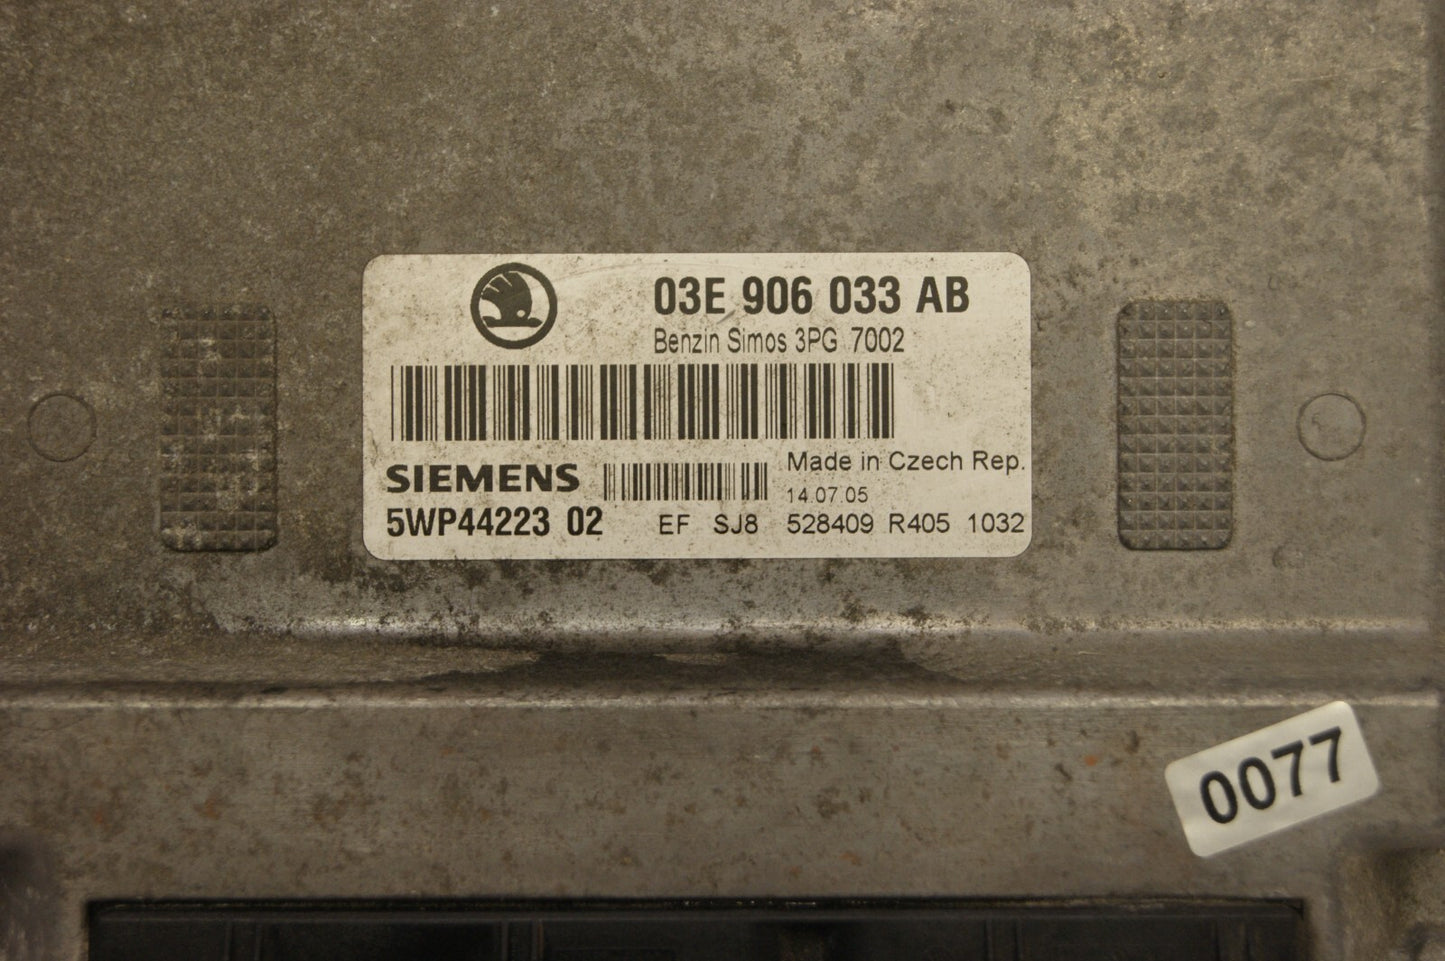 03E 906 033 AB
Benzin Simos 3PG 7002
SIEMENS
Made in Czech Rep.
14.07.05
5WP44223 02 EF SJ8 528409 R405 1032
0077